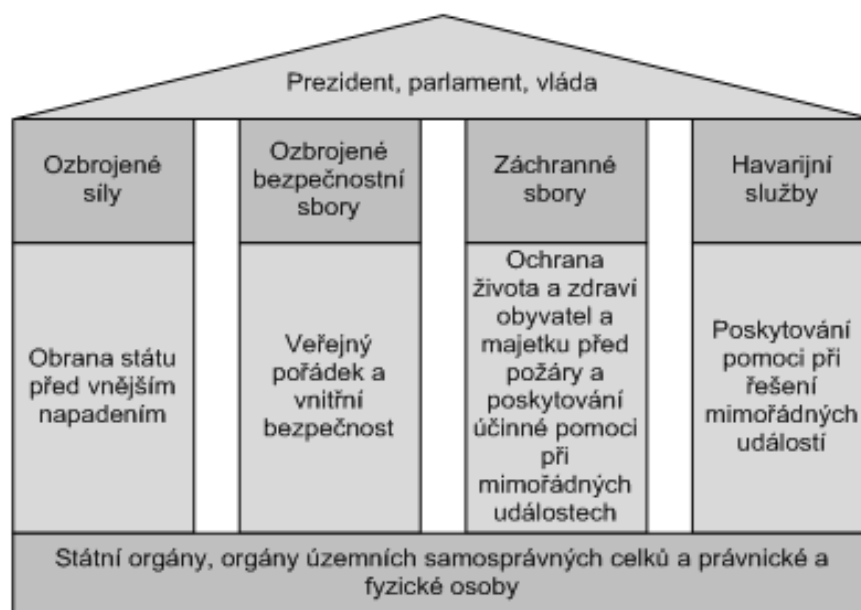 Prezident, parlament, vláda
Ozbrojené
síly
Ozbrojené
bezpečnostní
sbory
Záchranné
sbory
Havarijní
služby
Obrana státu
před vnějším
napadením
Veřejný
pořádek a
vnitřní
bezpečnost
Ochrana
života a zdraví
obyvatel a
majetku před
požáry a
poskytování
účinné pomoci
při
mimořádných
událostech
Poskytování
pomoci při
řešení
mimořádných
událostí
Státní orgány, orgány územních samosprávných celků a právnické a
fyzické osoby